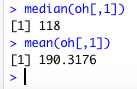 > median(oh[,1])
[1] 118
> mean(oh[,1])
[1] 190.3176
>